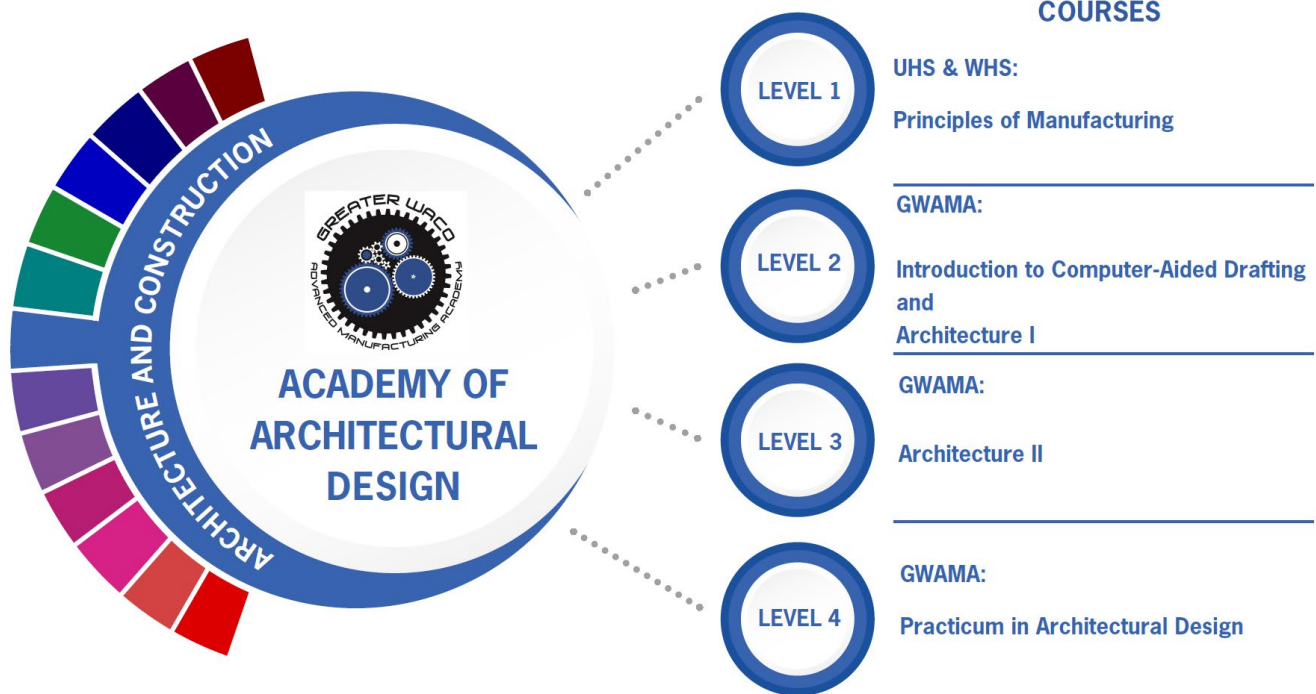 ARCHITECTURE AND CONSTRUCTION
GREATER WACO
ADVANCED MANUFACTURING ACADEMY
ACADEMY OF
ARCHITECTURAL
DESIGN
COURSES
LEVEL 1
UHS & WHS:
Principles of Manufacturing
LEVEL 2
GWAMA:
Introduction to Computer-Aided Drafting
and
Architecture I
LEVEL 3
GWAMA:
Architecture II
LEVEL 4
GWAMA:
Practicum in Architectural Design